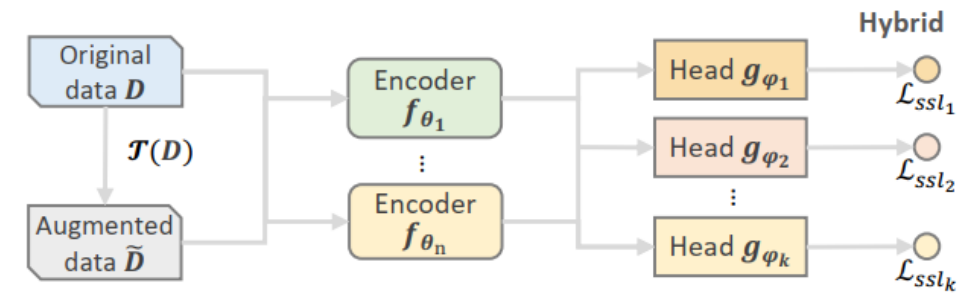 Hybrid
Original
data D
𝒯(D)
Augmented
data D̃
Encoder
f_θ₁
⋮
Encoder
f_θₙ
Head g_φ₁
Head g_φ₂
⋮
Head g_φₖ
ℒ_ssl₁
ℒ_ssl₂
ℒ_sslₖ